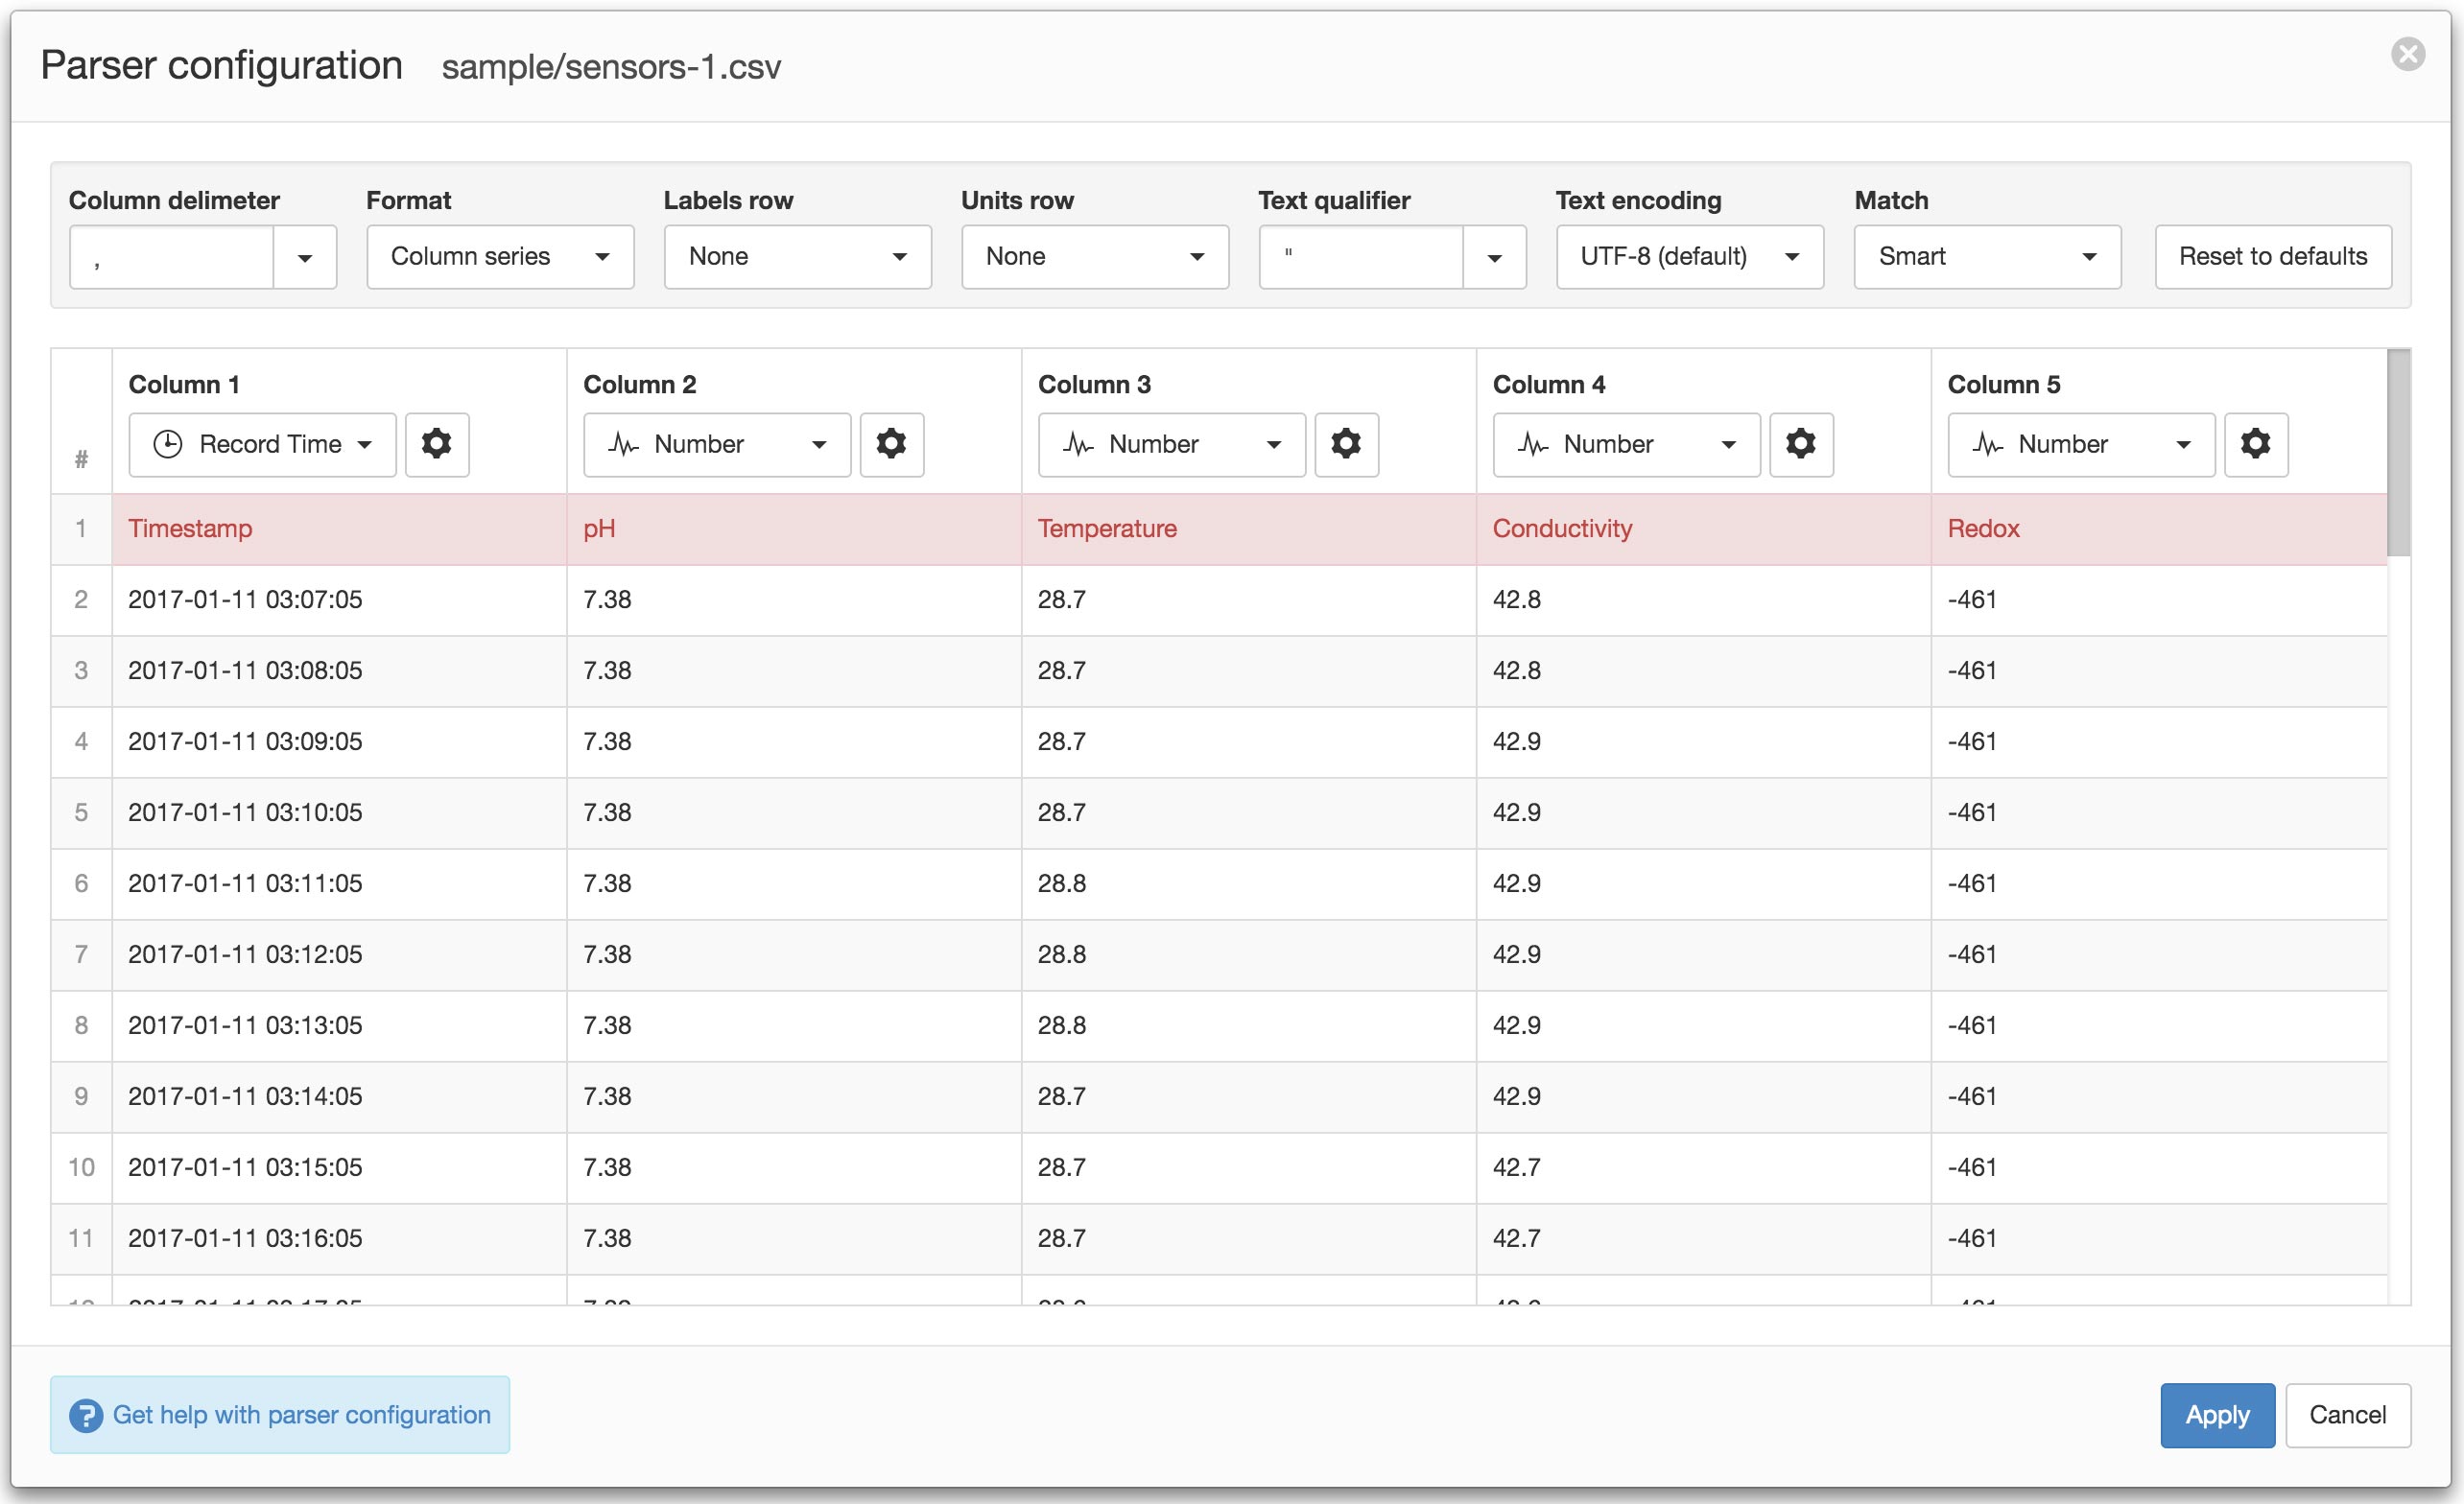 Parser configuration sample/sensors-1.csv
Column delimeter Format Labels row Units row Text qualifier Text encoding Match
, Column series None None " UTF-8 (default) Smart Reset to defaults
Column 1 Column 2 Column 3 Column 4 Column 5
# Record Time Number Number Number Number
1 Timestamp pH Temperature Conductivity Redox
2 2017-01-11 03:07:05 7.38 28.7 42.8 -461
3 2017-01-11 03:08:05 7.38 28.7 42.8 -461
4 2017-01-11 03:09:05 7.38 28.7 42.9 -461
5 2017-01-11 03:10:05 7.38 28.7 42.9 -461
6 2017-01-11 03:11:05 7.38 28.8 42.9 -461
7 2017-01-11 03:12:05 7.38 28.8 42.9 -461
8 2017-01-11 03:13:05 7.38 28.8 42.9 -461
9 2017-01-11 03:14:05 7.38 28.7 42.9 -461
10 2017-01-11 03:15:05 7.38 28.7 42.7 -461
11 2017-01-11 03:16:05 7.38 28.7 42.7 -461
? Get help with parser configuration Apply Cancel